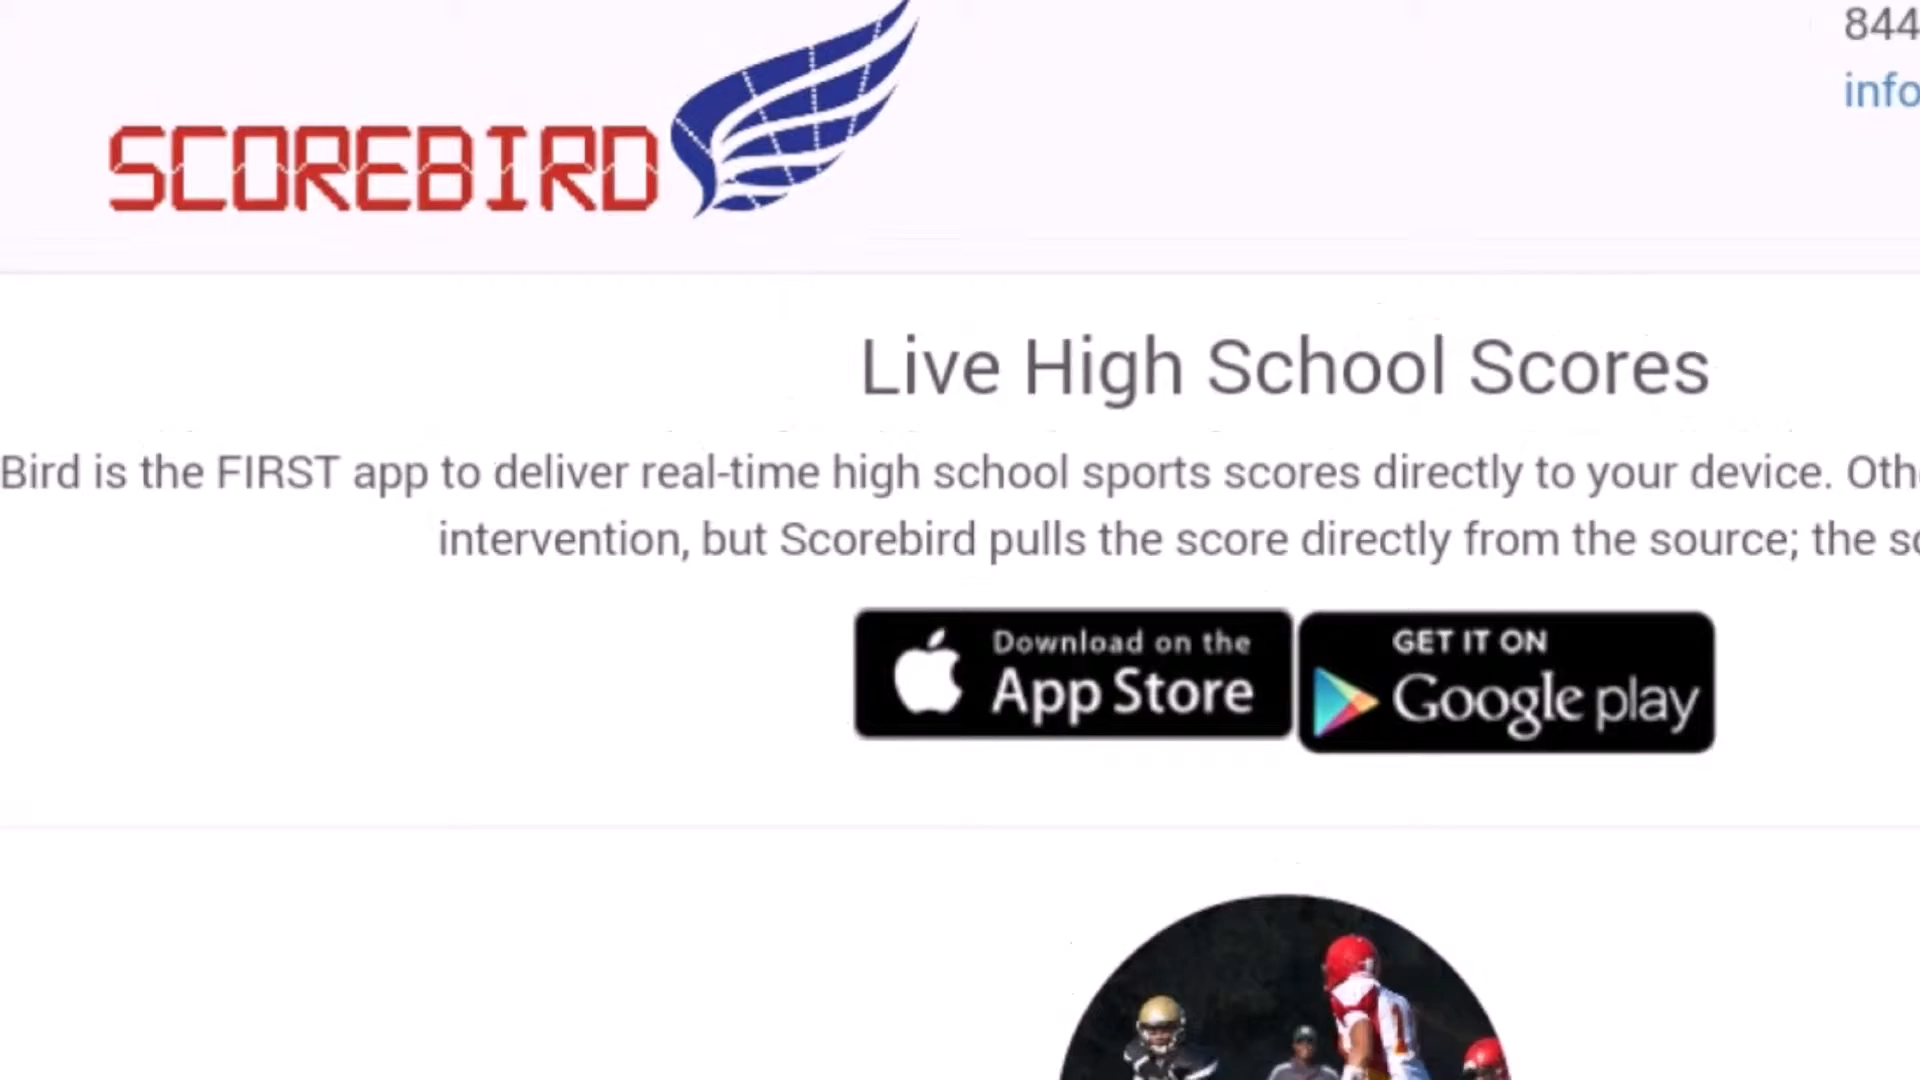 844
info
SCOREBIRD
Live High School Scores
Bird is the FIRST app to deliver real-time high school sports scores directly to your device.
intervention, but Scorebird pulls the score directly from the source; the
Download on the
App Store
GET IT ON
Google play